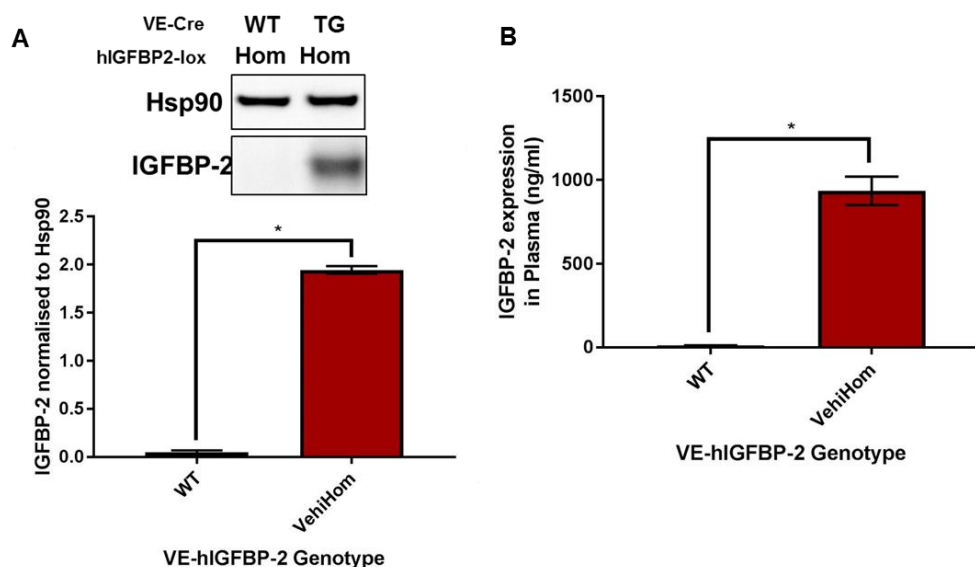 A
VE-Cre WT TG
hIGFBP2-lox Hom Hom
Hsp90
IGFBP-2
IGFBP-2 normalised to Hsp90
2.5
2.0
1.5
1.0
0.5
0.0
*
WT
VehiHom
VE-hIGFBP-2 Genotype
B
IGFBP-2 expression
in Plasma (ng/ml)
1500
1000
500
0
*
WT
VehiHom
VE-hIGFBP-2 Genotype